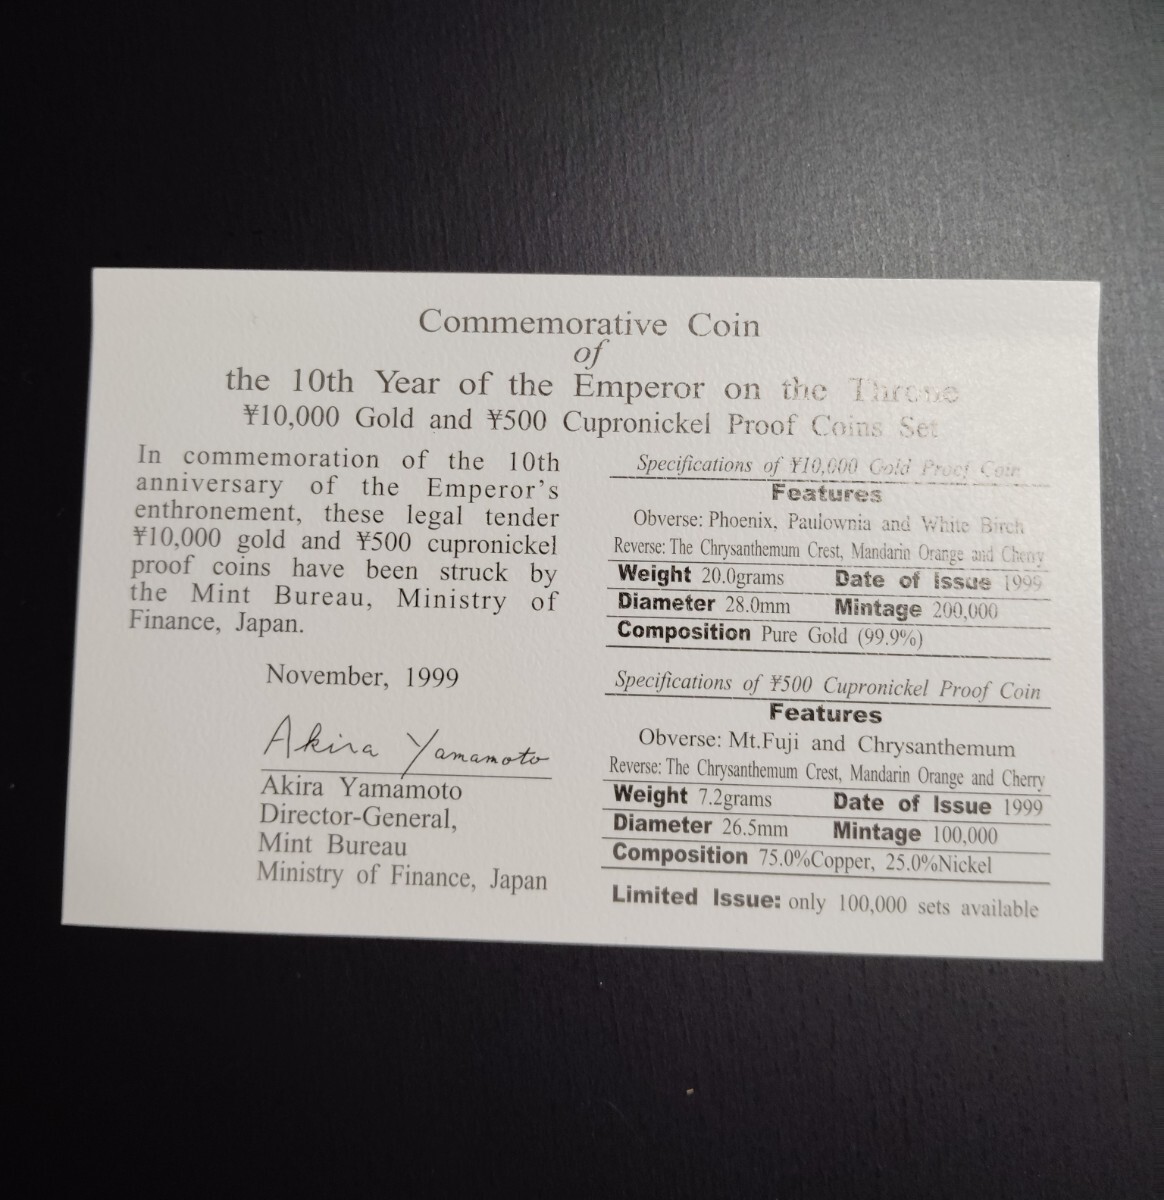 Commemorative Coin
of
the 10th Year of the Emperor on the Throne
¥10,000 Gold and ¥500 Cupronickel Proof Coins Set
In commemoration of the 10th
anniversary of the Emperor's
enthronement, these legal tender
¥10,000 gold and ¥500 cupronickel
proof coins have been struck by
the Mint Bureau, Ministry of
Finance, Japan.
November, 1999
Akira Yamamoto
Akira Yamamoto
Director-General,
Mint Bureau
Ministry of Finance, Japan
Specifications of ¥10,000 Gold Proof Coin
Features
Obverse: Phoenix, Paulownia and White Birch
Reverse: The Chrysanthemum Crest, Mandarin Orange and Cherry
Weight 20.0grams Date of Issue 1999
Diameter 28.0mm Mintage 200,000
Composition Pure Gold (99.9%)
Specifications of ¥500 Cupronickel Proof Coin
Features
Obverse: Mt.Fuji and Chrysanthemum
Reverse: The Chrysanthemum Crest, Mandarin Orange and Cherry
Weight 7.2grams Date of Issue 1999
Diameter 26.5mm Mintage 100,000
Composition 75.0%Copper, 25.0%Nickel
Limited Issue: only 100,000 sets available